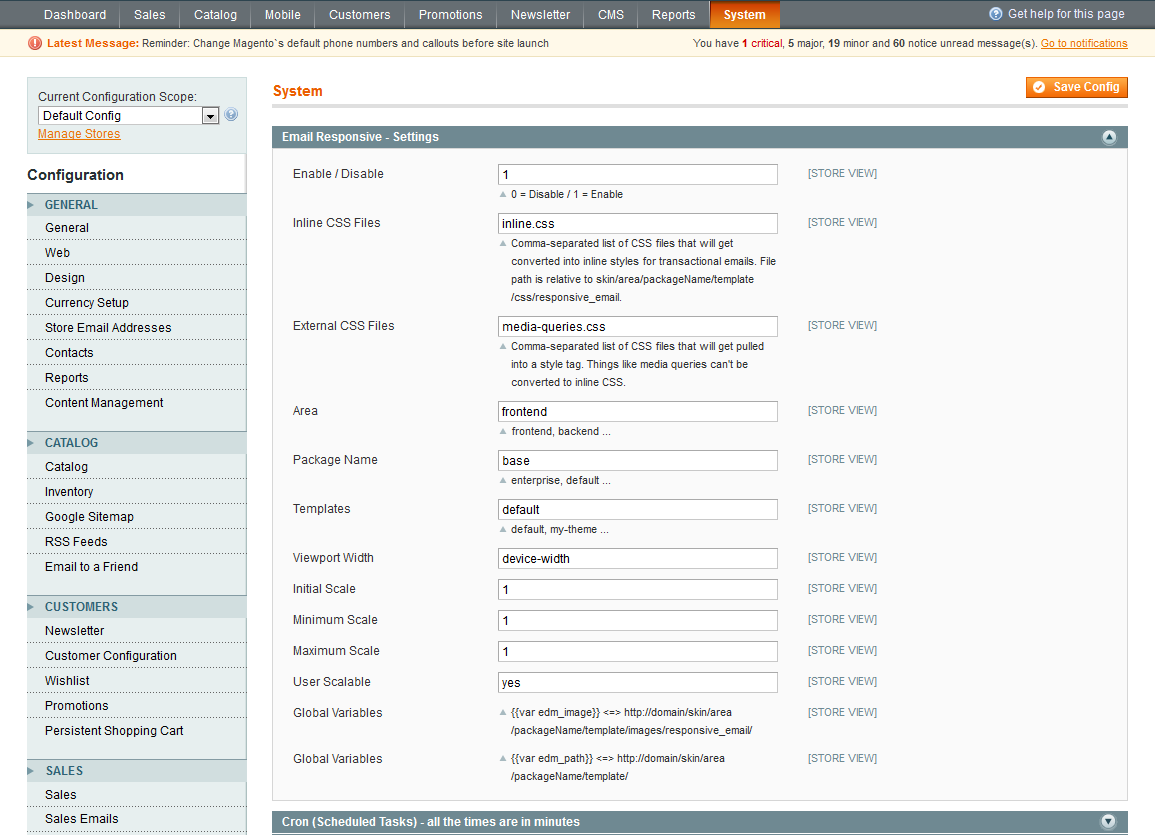 Dashboard Sales Catalog Mobile Customers Promotions Newsletter CMS Reports System Get help for this page
Latest Message: Reminder: Change Magento`s default phone numbers and callouts before site launch You have 1 critical, 5 major, 19 minor and 60 notice unread message(s). Go to notifications
Current Configuration Scope:
Default Config
Manage Stores
Configuration
GENERAL
General
Web
Design
Currency Setup
Store Email Addresses
Contacts
Reports
Content Management
CATALOG
Catalog
Inventory
Google Sitemap
RSS Feeds
Email to a Friend
CUSTOMERS
Newsletter
Customer Configuration
Wishlist
Promotions
Persistent Shopping Cart
SALES
Sales
Sales Emails
System Save Config
Email Responsive - Settings
Enable / Disable 1 [STORE VIEW]
0 = Disable / 1 = Enable
Inline CSS Files inline.css [STORE VIEW]
Comma-separated list of CSS files that will get
converted into inline styles for transactional emails. File
path is relative to skin/area/packageName/template
/css/responsive_email.
External CSS Files media-queries.css [STORE VIEW]
Comma-separated list of CSS files that will get pulled
into a style tag. Things like media queries can't be
converted to inline CSS.
Area frontend [STORE VIEW]
frontend, backend ...
Package Name base [STORE VIEW]
enterprise, default ...
Templates default [STORE VIEW]
default, my-theme ...
Viewport Width device-width [STORE VIEW]
Initial Scale 1 [STORE VIEW]
Minimum Scale 1 [STORE VIEW]
Maximum Scale 1 [STORE VIEW]
User Scalable yes [STORE VIEW]
Global Variables {{var edm_image}} <=> http://domain/skin/area [STORE VIEW]
/packageName/template/images/responsive_email/
Global Variables {{var edm_path}} <=> http://domain/skin/area [STORE VIEW]
/packageName/template/
Cron (Scheduled Tasks) - all the times are in minutes